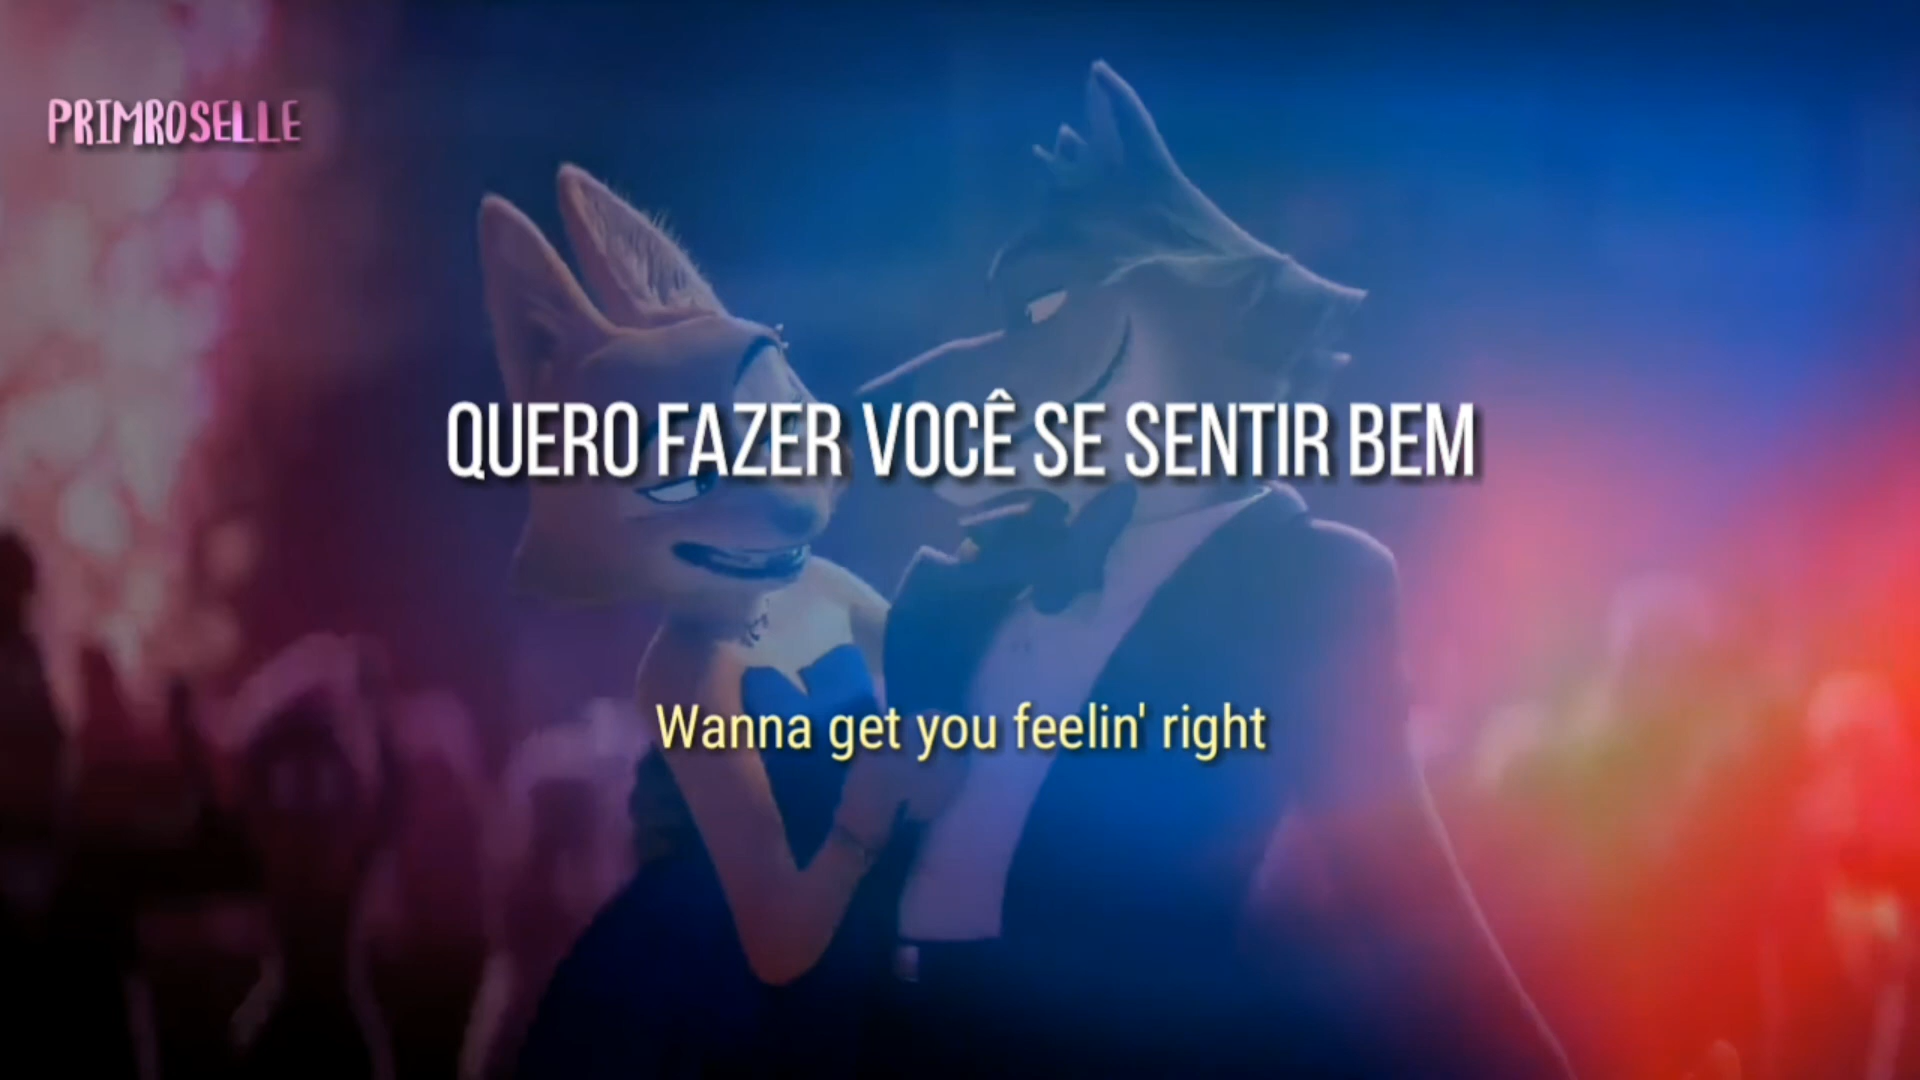 PRIMROSELLE
QUERO FAZER VOCÊ SE SENTIR BEM
Wanna get you feelin' right